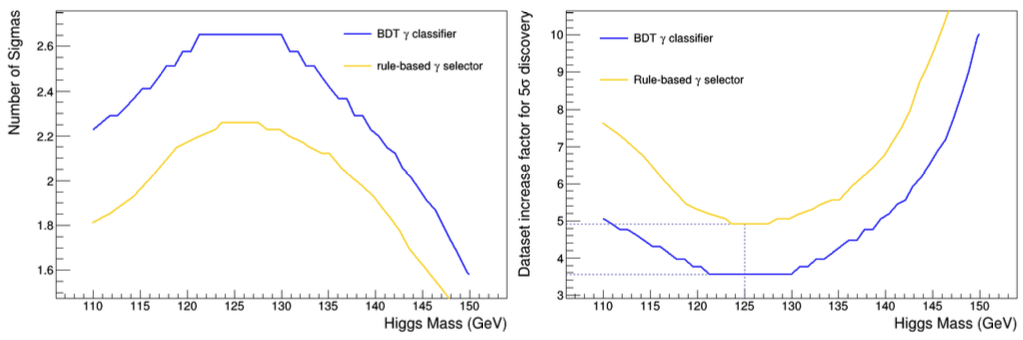 Number of Sigmas
2.6
2.4
2.2
2
1.8
1.6
BDT γ classifier
rule-based γ selector
110 115 120 125 130 135 140 145 150
Higgs Mass (GeV)
Dataset increase factor for 5σ discovery
10
9
8
7
6
5
4
3
BDT γ classifier
Rule-based γ selector
110 115 120 125 130 135 140 145 150
Higgs Mass (GeV)